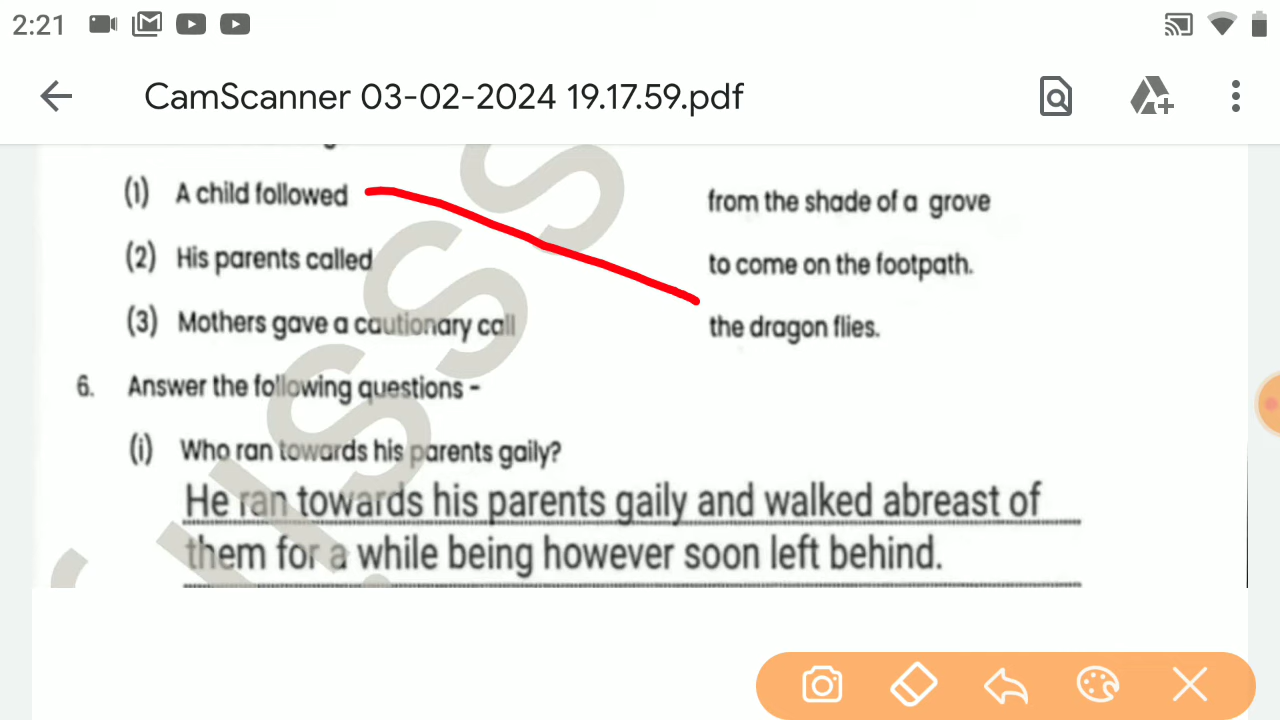 2:21
CamScanner 03-02-2024 19.17.59.pdf
(1) A child followed from the shade of a grove
(2) His parents called to come on the footpath.
(3) Mothers gave a cautionary call the dragon flies.
6. Answer the following questions -
(i) Who ran towards his parents gaily?
He ran towards his parents gaily and walked abreast of
them for a while being however soon left behind.